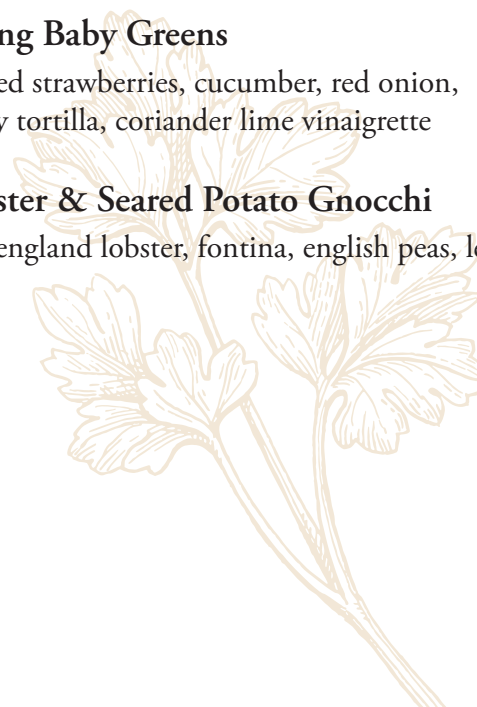 ng Baby Greens
ed strawberries, cucumber, red onion,
y tortilla, coriander lime vinaigrette
ster & Seared Potato Gnocchi
england lobster, fontina, english peas, le